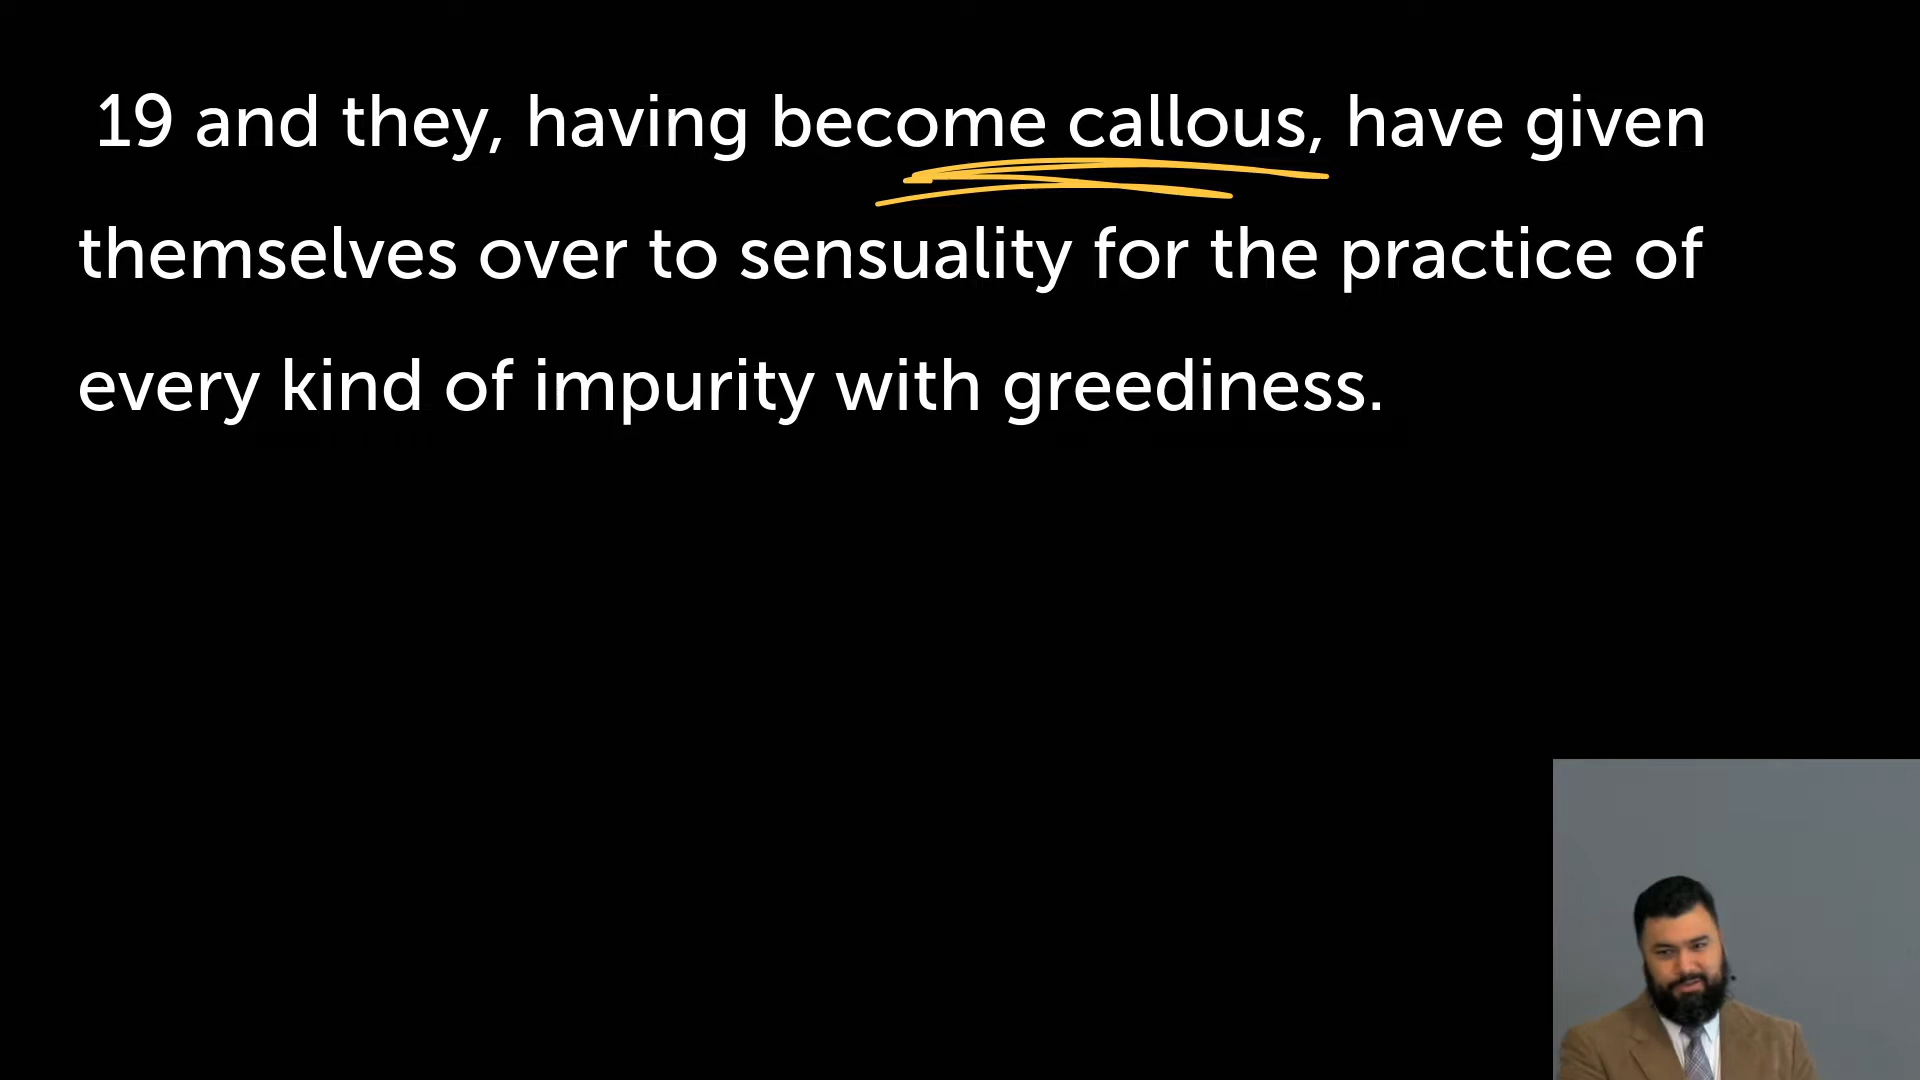 19 and they, having become callous, have given
themselves over to sensuality for the practice of
every kind of impurity with greediness.